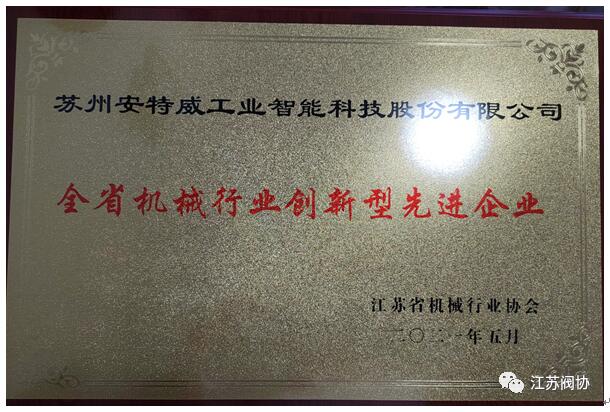 苏州安特威工业智能科技股份有限公司
全省机械行业创新型先进企业
江苏省机械行业协会
二〇二一年五月
江苏阀协